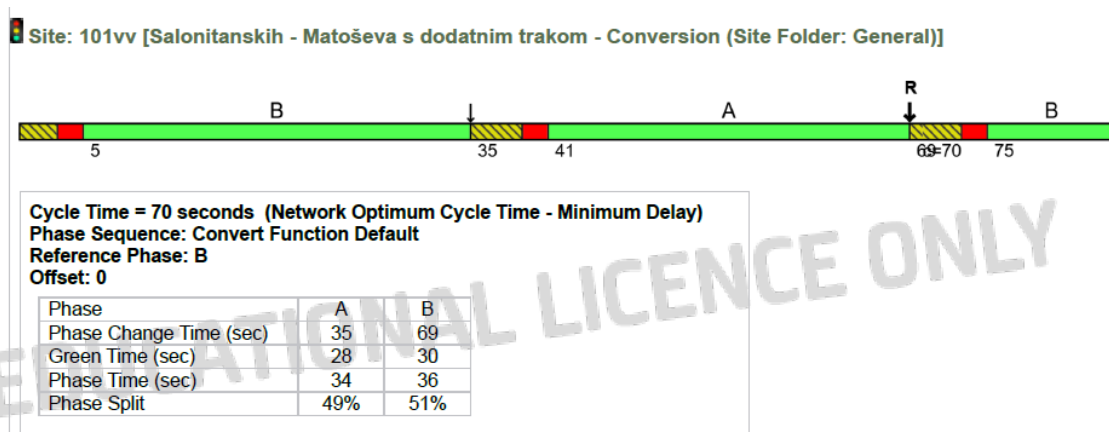 Site: 101vv [Salonitanskih - Matoševa s dodatnim trakom - Conversion (Site Folder: General)]
R
B A B
5 35 41 69 c=70 75
Cycle Time = 70 seconds (Network Optimum Cycle Time - Minimum Delay)
Phase Sequence: Convert Function Default
Reference Phase: B
Offset: 0
Phase A B
Phase Change Time (sec) 35 69
Green Time (sec) 28 30
Phase Time (sec) 34 36
Phase Split 49% 51%
EDUCATIONAL LICENCE ONLY